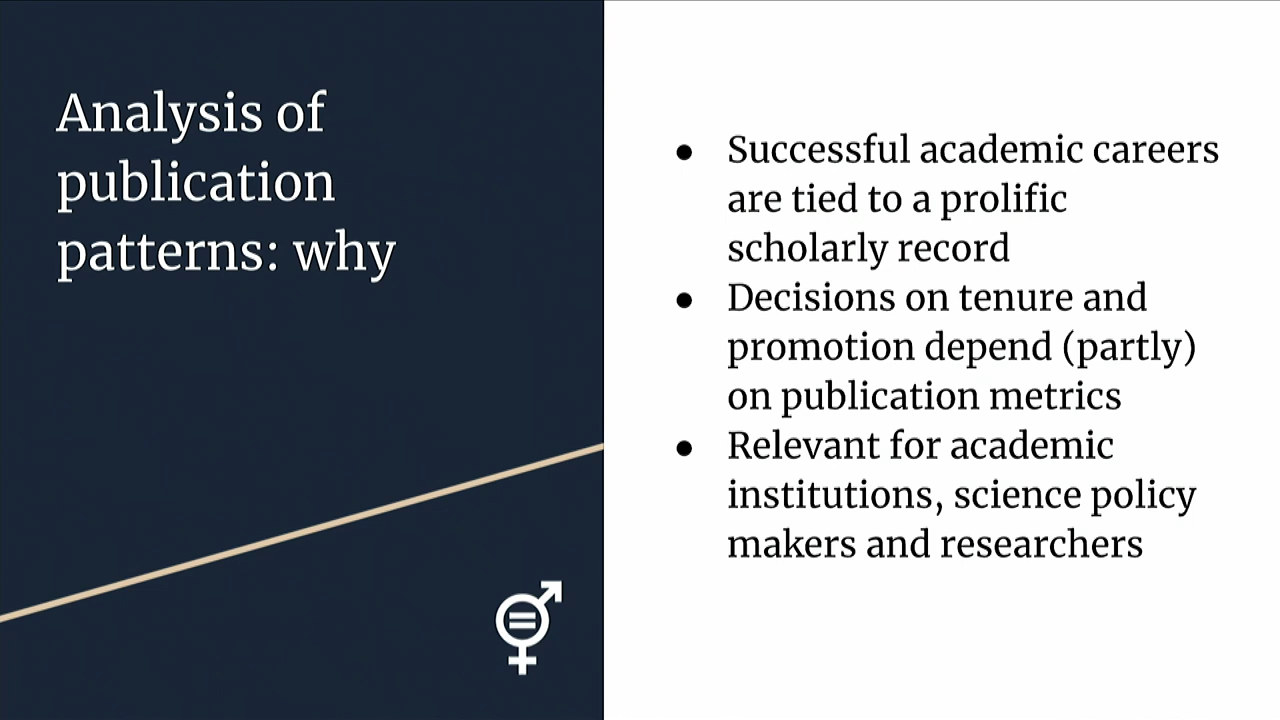 Analysis of
publication
patterns: why
● Successful academic careers
are tied to a prolific
scholarly record
● Decisions on tenure and
promotion depend (partly)
on publication metrics
● Relevant for academic
institutions, science policy
makers and researchers